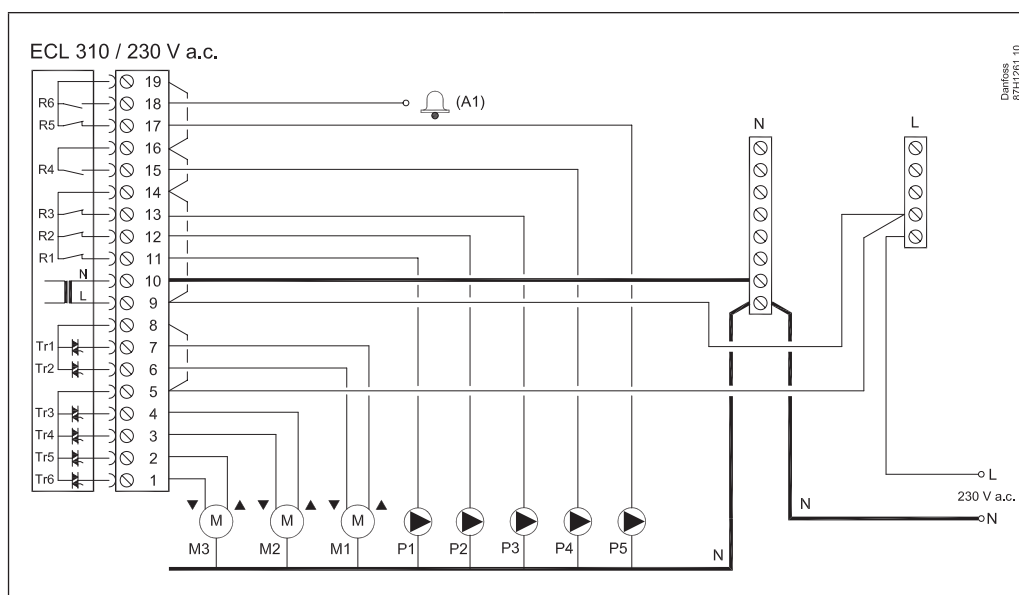 ECL 310 / 230 V a.c.
Danfoss
87H1261.10
19
R6 18 (A1)
R5 17
N L
16
R4 15
14
R3 13
R2 12
R1 11
N 10
L 9
8
Tr1 7
Tr2 6
5
Tr3 4
Tr4 3
Tr5 2
Tr6 1
L
230 V a.c.
N N
M M M
M3 M2 M1 P1 P2 P3 P4 P5 N